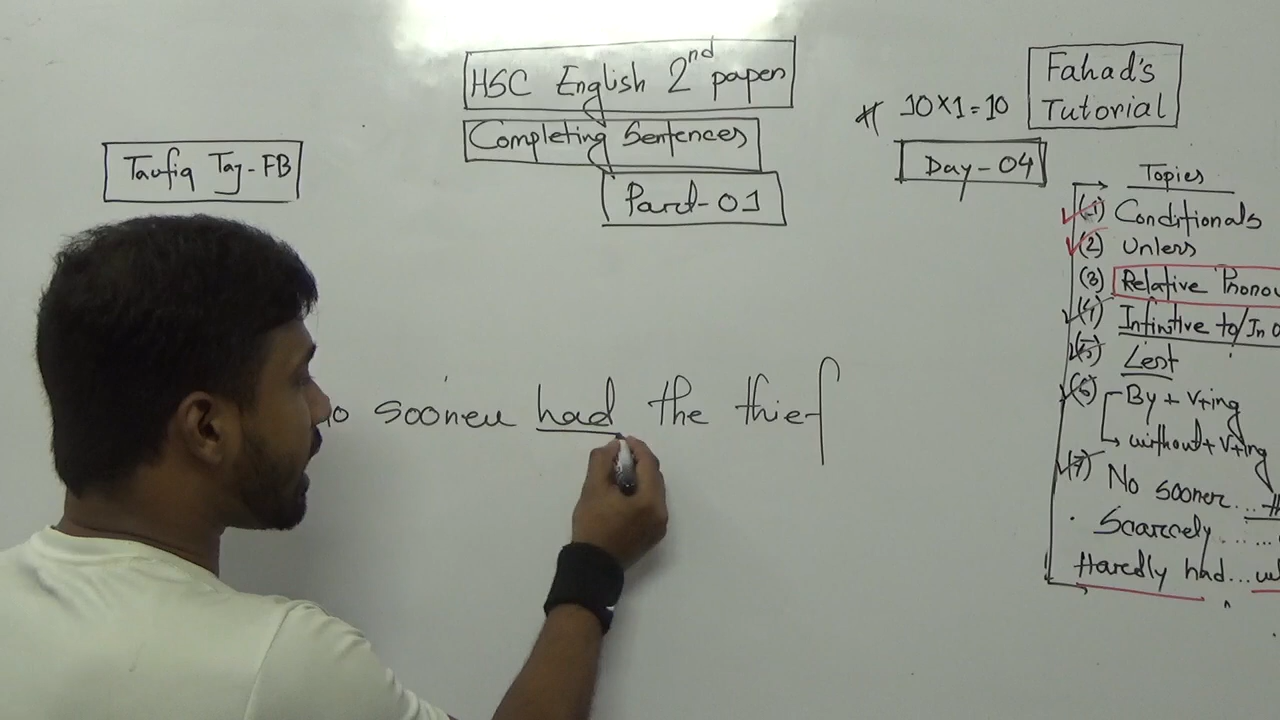 HSC English 2nd paper
Completing Sentences
Part-01
Taufiq Taj-FB
# 10×1=10
Fahad's
Tutorial
Day-04
Topics
(1) Conditionals
(2) Unless
(3) Relative
(4) Infinitive to/In
(5) Lest
(6) By + V+ing
without + V+ing
(7) No sooner...
Scarcely ......
Hardly had...
sooner had the thief